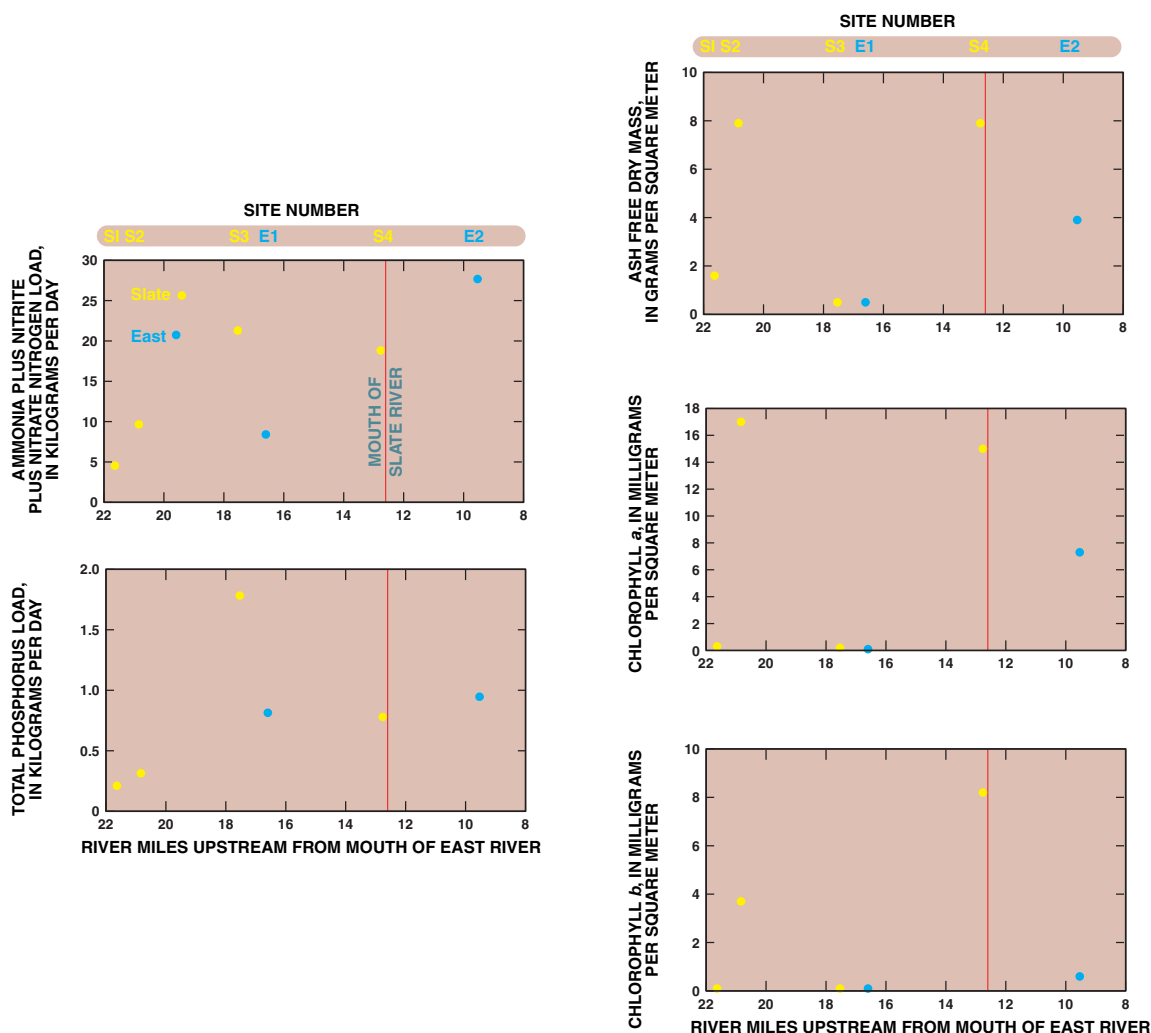 SITE NUMBER
SI S2 S3 E1 S4 E2
AMMONIA PLUS NITRITE
PLUS NITRATE NITROGEN LOAD,
IN KILOGRAMS PER DAY
30
25
20
15
10
5
0
Slate
East
MOUTH OF
SLATE RIVER
22 20 18 16 14 12 10 8
TOTAL PHOSPHORUS LOAD,
IN KILOGRAMS PER DAY
2.0
1.5
1.0
0.5
0
22 20 18 16 14 12 10 8
RIVER MILES UPSTREAM FROM MOUTH OF EAST RIVER
SITE NUMBER
SI S2 S3 E1 S4 E2
ASH FREE DRY MASS,
IN GRAMS PER SQUARE METER
10
8
6
4
2
0
22 20 18 16 14 12 10 8
CHLOROPHYLL a, IN MILLIGRAMS
PER SQUARE METER
18
16
14
12
10
8
6
4
2
0
22 20 18 16 14 12 10 8
CHLOROPHYLL b, IN MILLIGRAMS
PER SQUARE METER
10
8
6
4
2
0
22 20 18 16 14 12 10 8
RIVER MILES UPSTREAM FROM MOUTH OF EAST RIVER